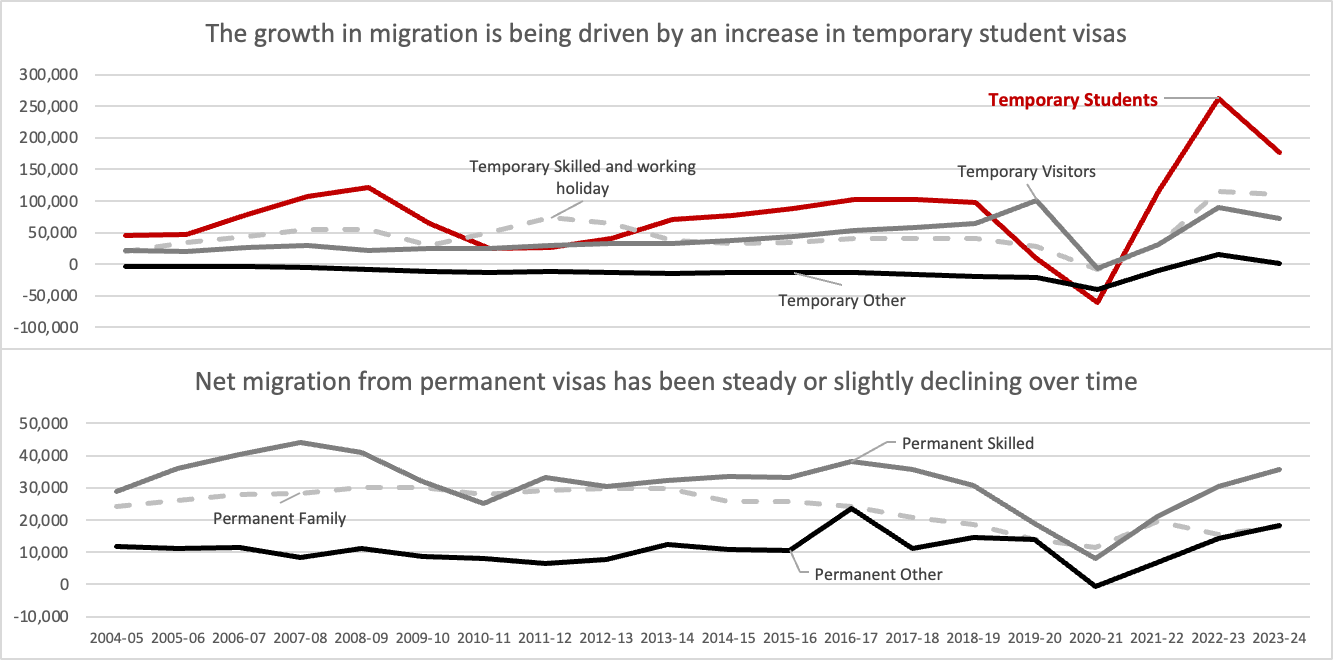 The growth in migration is being driven by an increase in temporary student visas
300,000
250,000
200,000
150,000
100,000
50,000
0
-50,000
-100,000
Temporary Students
Temporary Skilled and working
holiday
Temporary Visitors
Temporary Other
Net migration from permanent visas has been steady or slightly declining over time
50,000
40,000
30,000
20,000
10,000
0
-10,000
Permanent Skilled
Permanent Family
Permanent Other
2004-05 2005-06 2006-07 2007-08 2008-09 2009-10 2010-11 2011-12 2012-13 2013-14 2014-15 2015-16 2016-17 2017-18 2018-19 2019-20 2020-21 2021-22 2022-23 2023-24